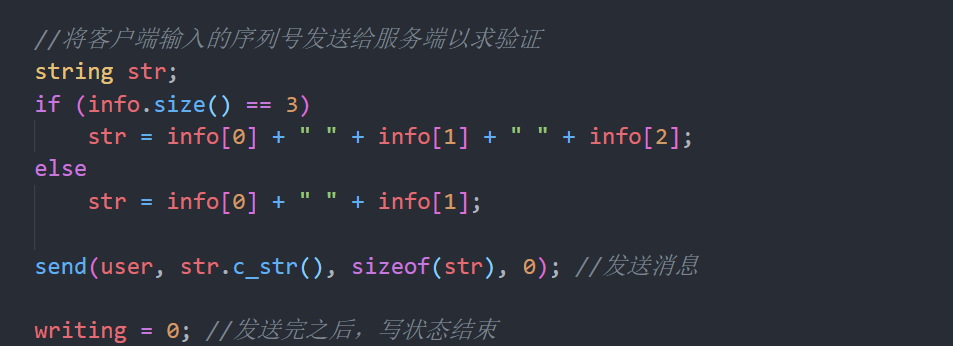 //将客户端输入的序列号发送给服务端以求验证
string str;
if (info.size() == 3)
    str = info[0] + " " + info[1] + " " + info[2];
else
    str = info[0] + " " + info[1];
send(user, str.c_str(), sizeof(str), 0); //发送消息
writing = 0; //发送完之后，写状态结束